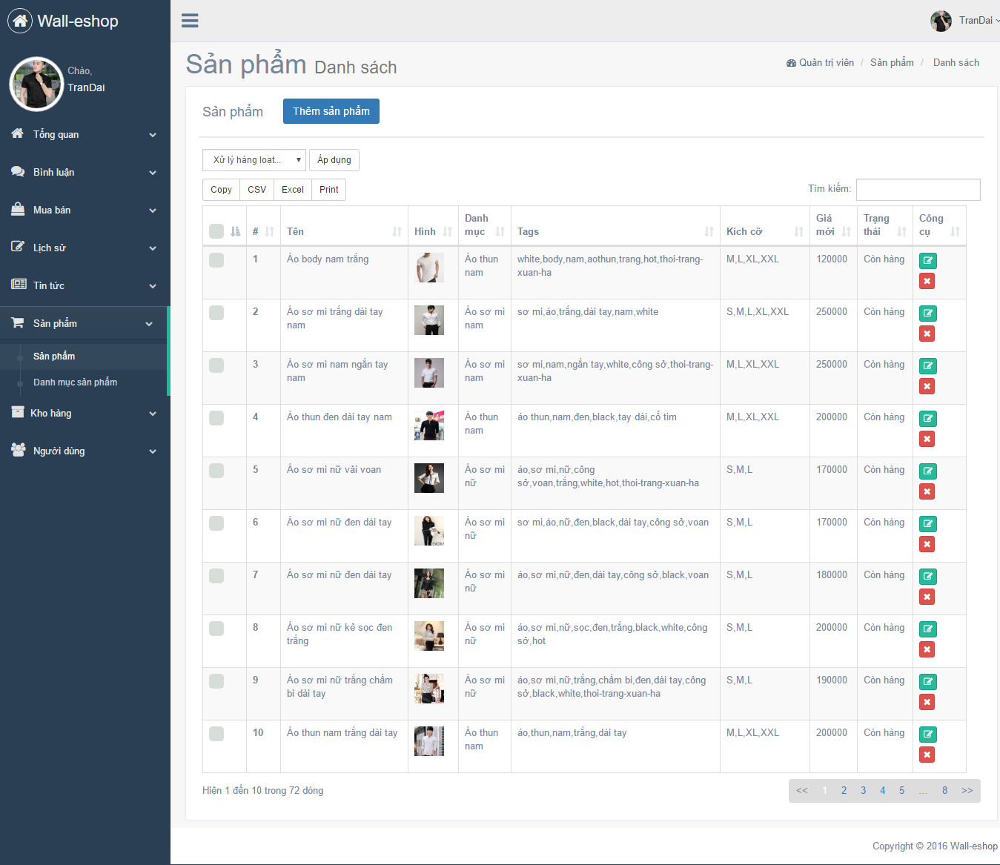 Wall-eshop
TranDai
Chào,
TranDai
Sản phẩm Danh sách
Quản trị viên / Sản phẩm / Danh sách
Tổng quan
Bình luận
Mua bán
Lịch sử
Tin tức
Sản phẩm
Sản phẩm
Danh mục sản phẩm
Kho hàng
Người dùng
Sản phẩm
Thêm sản phẩm
Xử lý hàng loạt...
Áp dụng
Copy CSV Excel Print
Tìm kiếm:
# Tên Hình Danh mục Tags Kích cỡ Giá mới Trạng thái Công cụ
1 Áo body nam trắng Áo thun nam white,body,nam,aothun,trang,hot,thoi-trang-xuan-ha M,L,XL,XXL 120000 Còn hàng
2 Áo sơ mi trắng dài tay nam Áo sơ mi nam sơ mi,áo,trắng,dài tay,nam,white S,M,L,XL,XXL 250000 Còn hàng
3 Áo sơ mi nam ngắn tay nam Áo sơ mi nam sơ mi,nam,ngắn tay,white,công sở,thoi-trang-xuan-ha M,L,XL,XXL 250000 Còn hàng
4 Áo thun đen dài tay nam Áo thun nam áo thun,nam,đen,black,tay dài,cổ tim M,L,XL,XXL 200000 Còn hàng
5 Áo sơ mi nữ vải voan Áo sơ mi nữ áo,sơ mi,nữ,công sở,voan,trắng,white,hot,thoi-trang-xuan-ha S,M,L 170000 Còn hàng
6 Áo sơ mi nữ đen dài tay Áo sơ mi nữ sơ mi,áo,nữ,đen,black,dài tay,công sở,voan S,M,L 170000 Còn hàng
7 Áo sơ mi nữ đen dài tay Áo sơ mi nữ áo,sơ mi,nữ,đen,dài tay,công sở,black,voan S,M,L 180000 Còn hàng
8 Áo sơ mi nữ kẻ sọc đen trắng Áo sơ mi nữ áo,sơ mi,nữ,sọc,đen,trắng,black,white,công sở,hot S,M,L 200000 Còn hàng
9 Áo sơ mi nữ trắng chấm bi dài tay Áo sơ mi nữ áo,sơ mi,nữ,trắng,chấm bi,đen,dài tay,công sở,black,white,thoi-trang-xuan-ha S,M,L 190000 Còn hàng
10 Áo thun nam trắng dài tay Áo thun nam áo,thun,nam,trắng,dài tay M,L,XL,XXL 200000 Còn hàng
Hiện 1 đến 10 trong 72 dòng
<< 1 2 3 4 5 ... 8 >>
Copyright © 2016 Wall-eshop